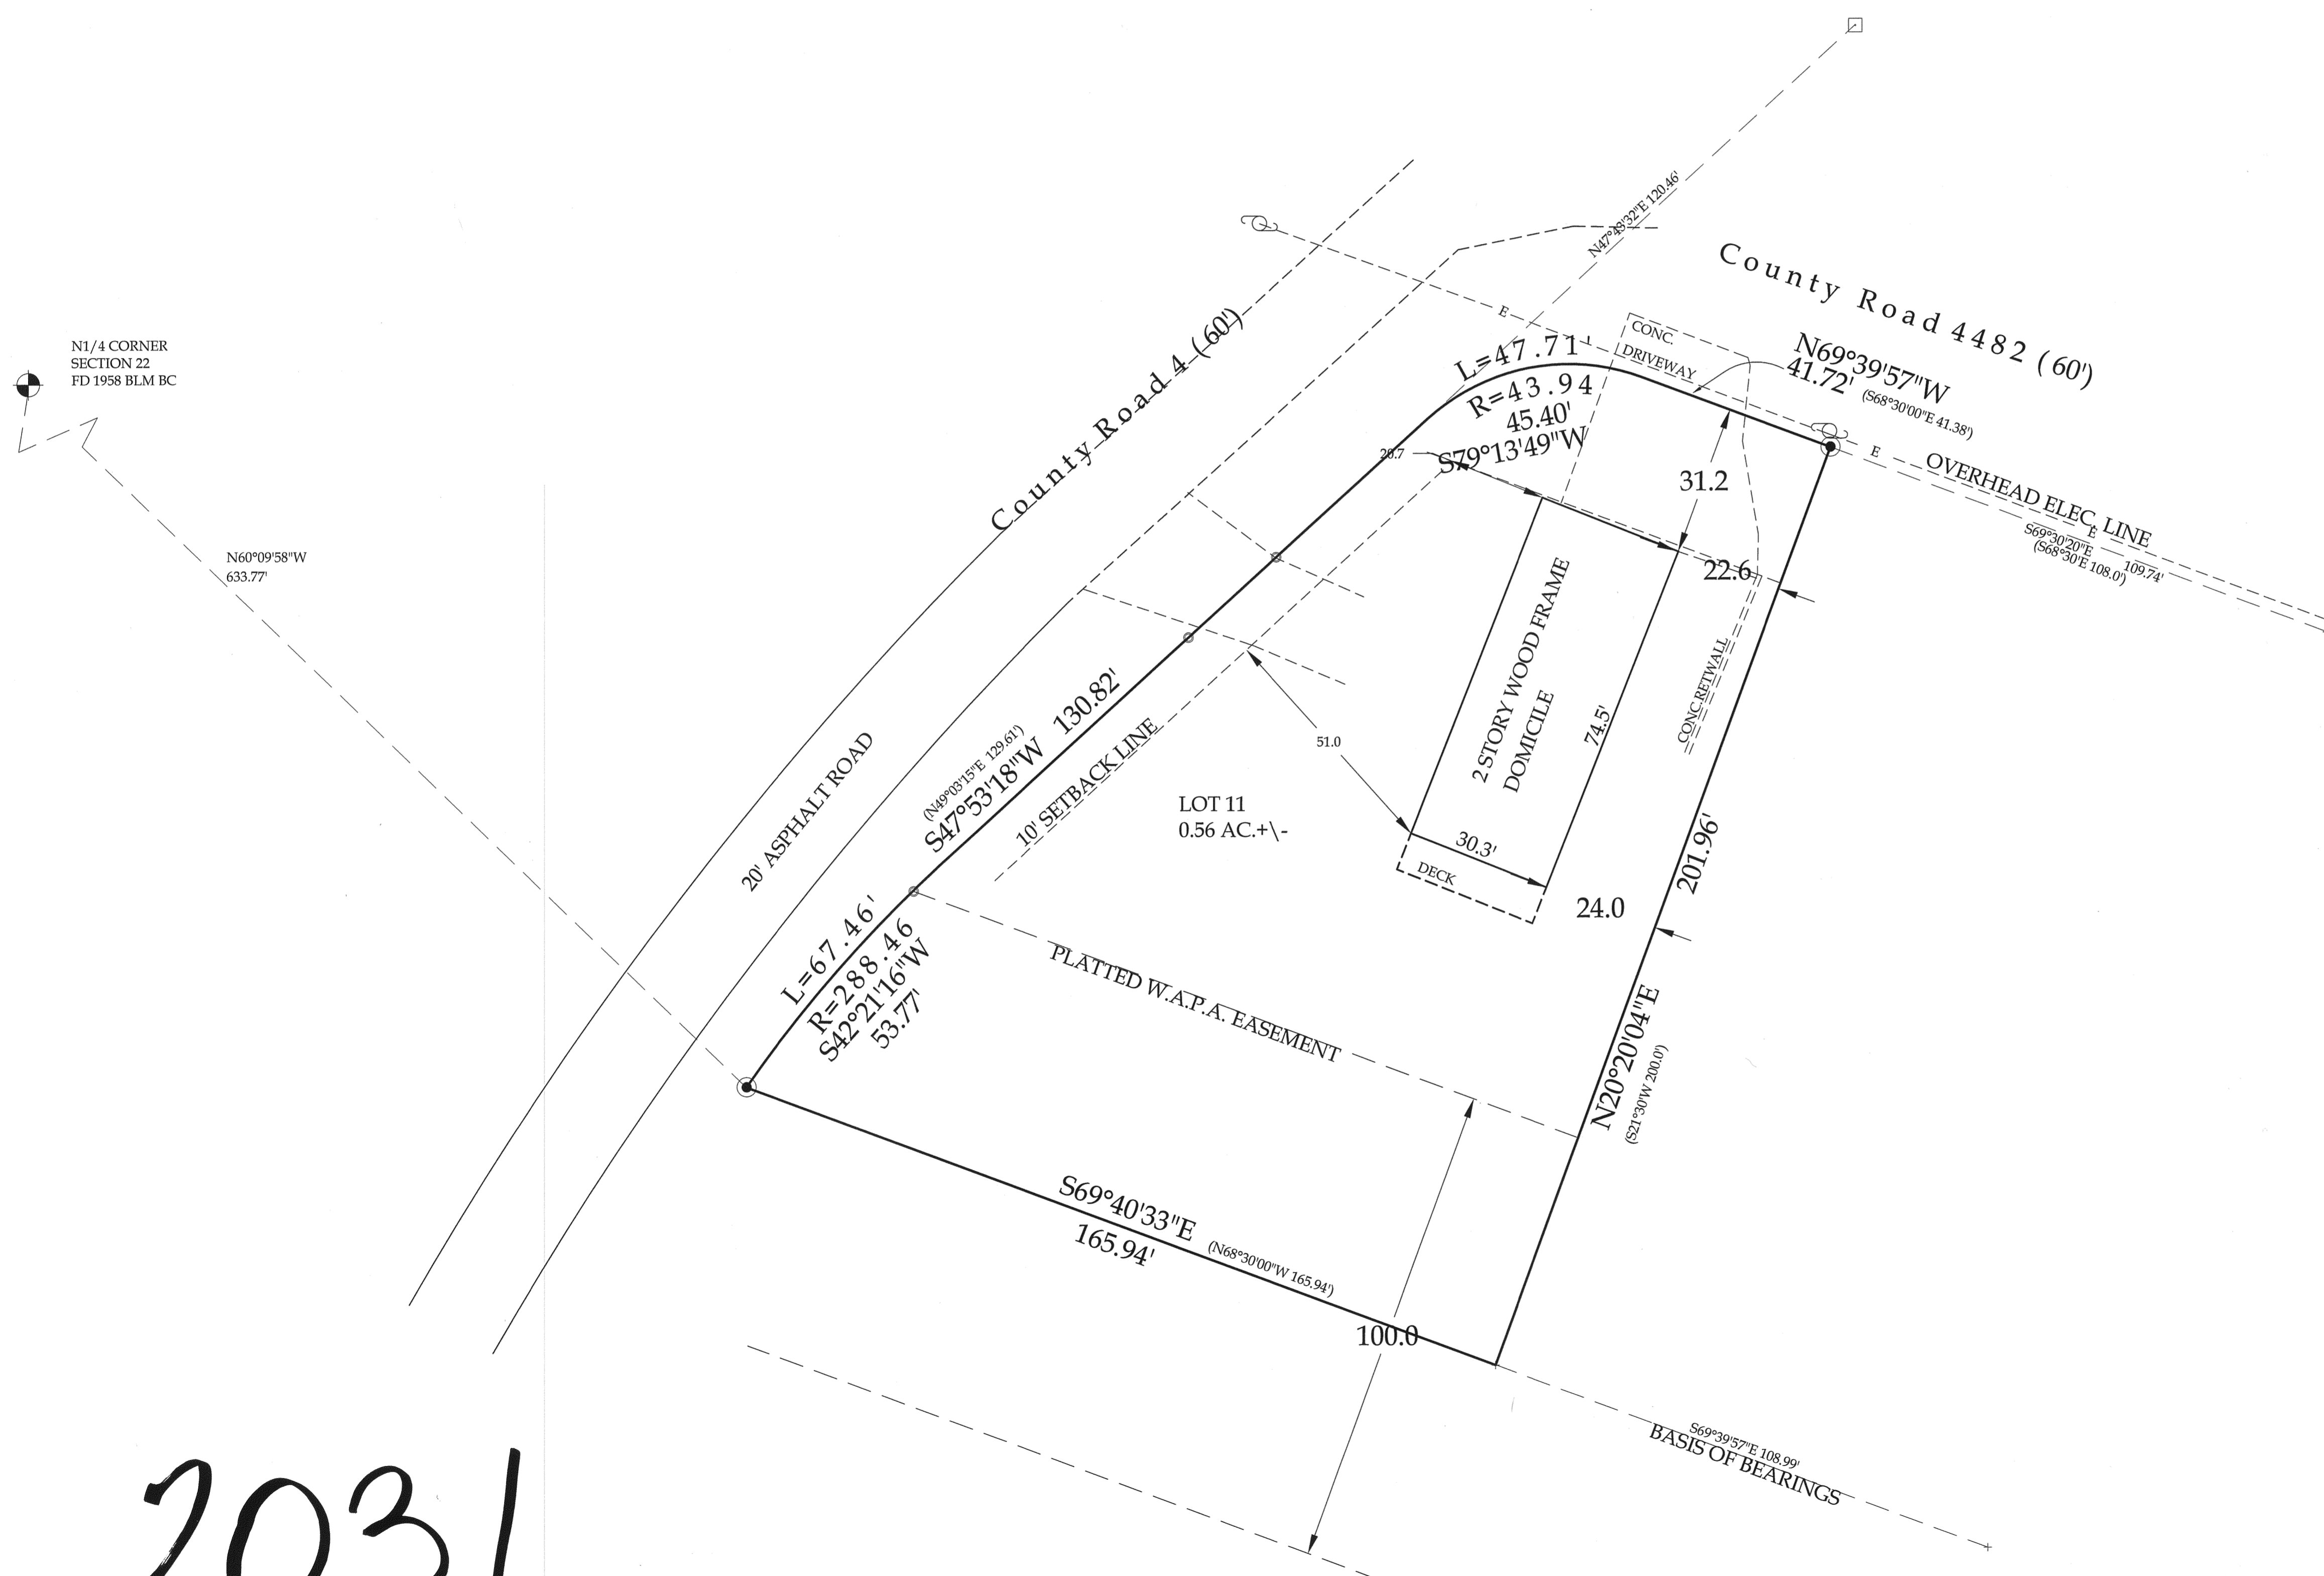 County Road 4482 (60')
N47°43'32"E 120.46'
E
CONC.
DRIVEWAY
N69°39'57"W
41.72' (S68°30'00"E 41.38')
L=47.71'
R=43.94
45.40'
S79°13'49"W
20.7
31.2
E
OVERHEAD ELEC. LINE
E
S69°30'20"E 109.74'
(S68°30'E 108.0')
County Road 4 (60')
N1/4 CORNER
SECTION 22
FD 1958 BLM BC
N60°09'58"W
633.77'
22.6
2 STORY WOOD FRAME
DOMICILE
74.5'
CONC.RETWALL
30.3'
DECK
24.0
51.0
LOT 11
0.56 AC.+\-
(N49°03'15"E 129.61')
S47°53'18"W 130.82'
10' SETBACK LINE
20' ASPHALT ROAD
L=67.46'
R=288.46
S42°21'16"W
53.77'
PLATTED W.A.P.A. EASEMENT
201.96'
N20°20'04"E
(S21°30'W 200.0')
S69°40'33"E
165.94'
(N68°30'00"W 165.94')
100.0
S69°39'57"E 108.99'
BASIS OF BEARINGS
2031